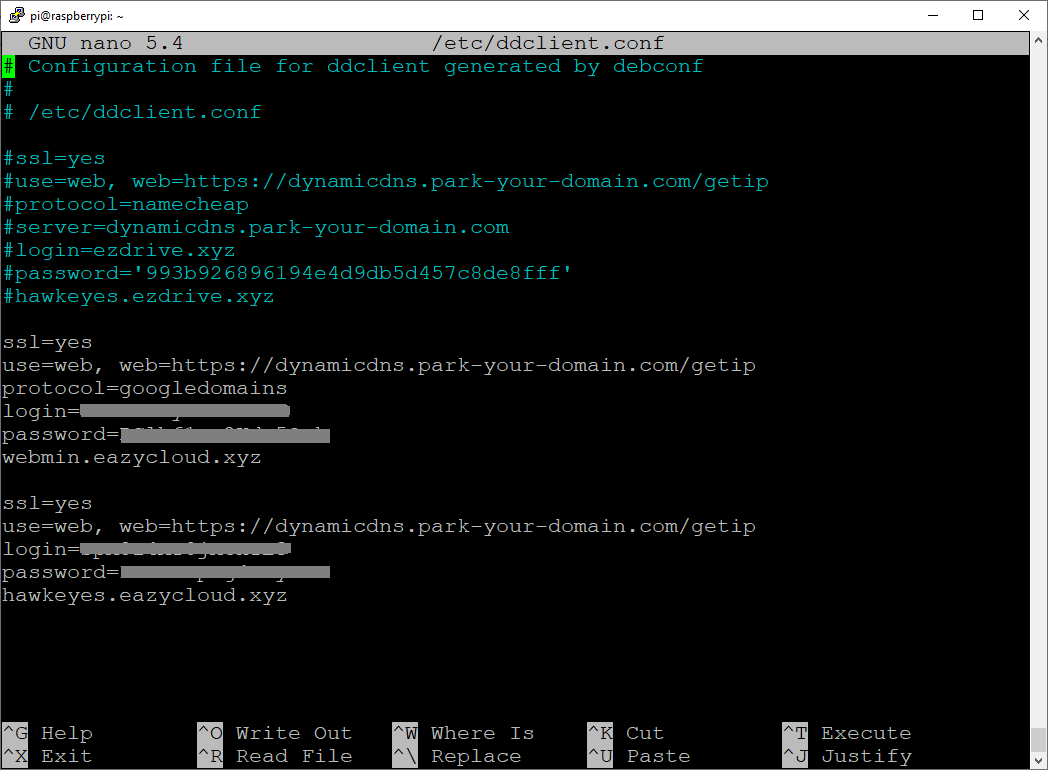 pi@raspberrypi: ~
GNU nano 5.4 /etc/ddclient.conf
# Configuration file for ddclient generated by debconf
#
# /etc/ddclient.conf
#ssl=yes
#use=web, web=https://dynamicdns.park-your-domain.com/getip
#protocol=namecheap
#server=dynamicdns.park-your-domain.com
#login=ezdrive.xyz
#password='993b926896194e4d9db5d457c8de8fff'
#hawkeyes.ezdrive.xyz
ssl=yes
use=web, web=https://dynamicdns.park-your-domain.com/getip
protocol=googledomains
login=
password=
webmin.eazycloud.xyz
ssl=yes
use=web, web=https://dynamicdns.park-your-domain.com/getip
login=
password=
hawkeyes.eazycloud.xyz
^G Help ^O Write Out ^W Where Is ^K Cut ^T Execute
^X Exit ^R Read File ^\ Replace ^U Paste ^J Justify